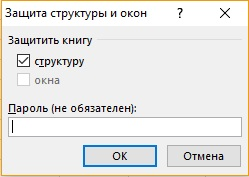 Защита структуры и окон ? ×
Защитить книгу
структуру
окна
Пароль (не обязателен):
ОК Отмена